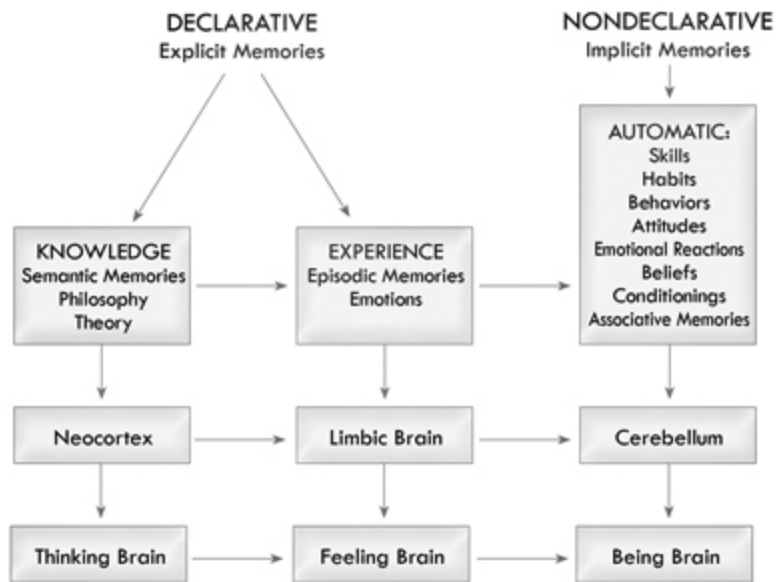 DECLARATIVE
Explicit Memories
NONDECLARATIVE
Implicit Memories
KNOWLEDGE
Semantic Memories
Philosophy
Theory
EXPERIENCE
Episodic Memories
Emotions
AUTOMATIC:
Skills
Habits
Behaviors
Attitudes
Emotional Reactions
Beliefs
Conditionings
Associative Memories
Neocortex
Limbic Brain
Cerebellum
Thinking Brain
Feeling Brain
Being Brain